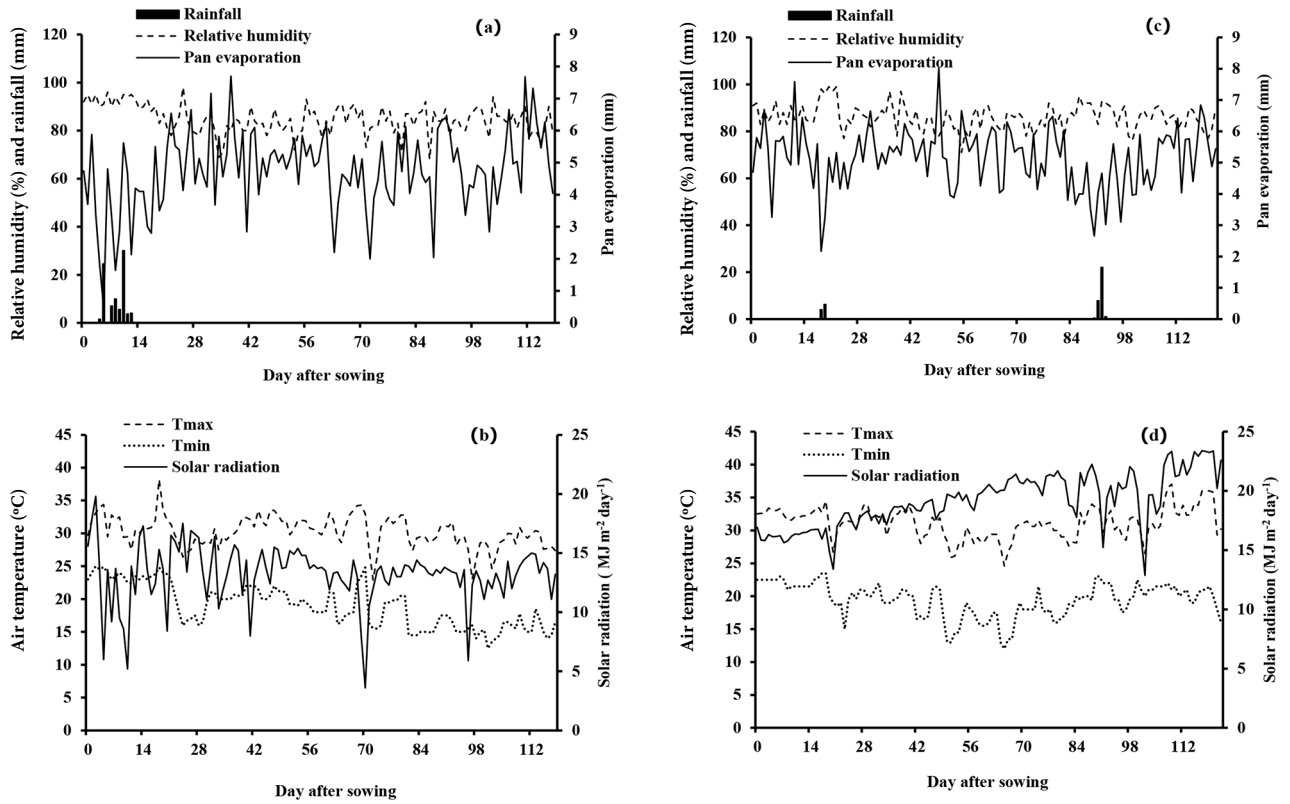 Rainfall
Relative humidity
Pan evaporation
(a)
Relative humidity (%) and rainfall (mm)
120
100
80
60
40
20
0
9
8
7
6
5
4
3
2
1
0
Pan evaporation (mm)
0 14 28 42 56 70 84 98 112
Day after sowing
Rainfall
Relative humidity
Pan evaporation
(c)
Relative humidity (%) and rainfall (mm)
120
100
80
60
40
20
0
9
8
7
6
5
4
3
2
1
0
Pan evaporation (mm)
0 14 28 42 56 70 84 98 112
Day after sowing
Tmax
Tmin
Solar radiation
(b)
Air temperature (°C)
45
40
35
30
25
20
15
10
5
0
25
20
15
10
5
0
Solar radiation ( MJ m-2 day-1)
0 14 28 42 56 70 84 98 112
Day after sowing
Tmax
Tmin
Solar radiation
(d)
Air temperature (°C)
45
40
35
30
25
20
15
10
5
0
25
20
15
10
5
0
Solar radiation (MJ m-2 day-1)
0 14 28 42 56 70 84 98 112
Day after sowing